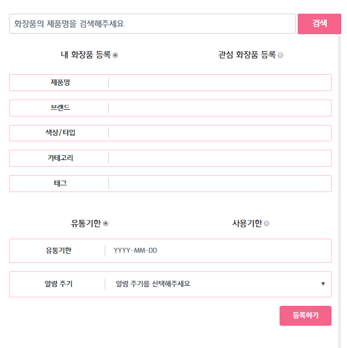 화장품의 제품명을 검색해주세요 검색
내 화장품 등록 관심 화장품 등록
제품명
브랜드
색상/타입
카테고리
태그
유통기한 사용기한
유통기한 YYYY-MM-DD
알람 주기 알람 주기를 선택해주세요
등록하기